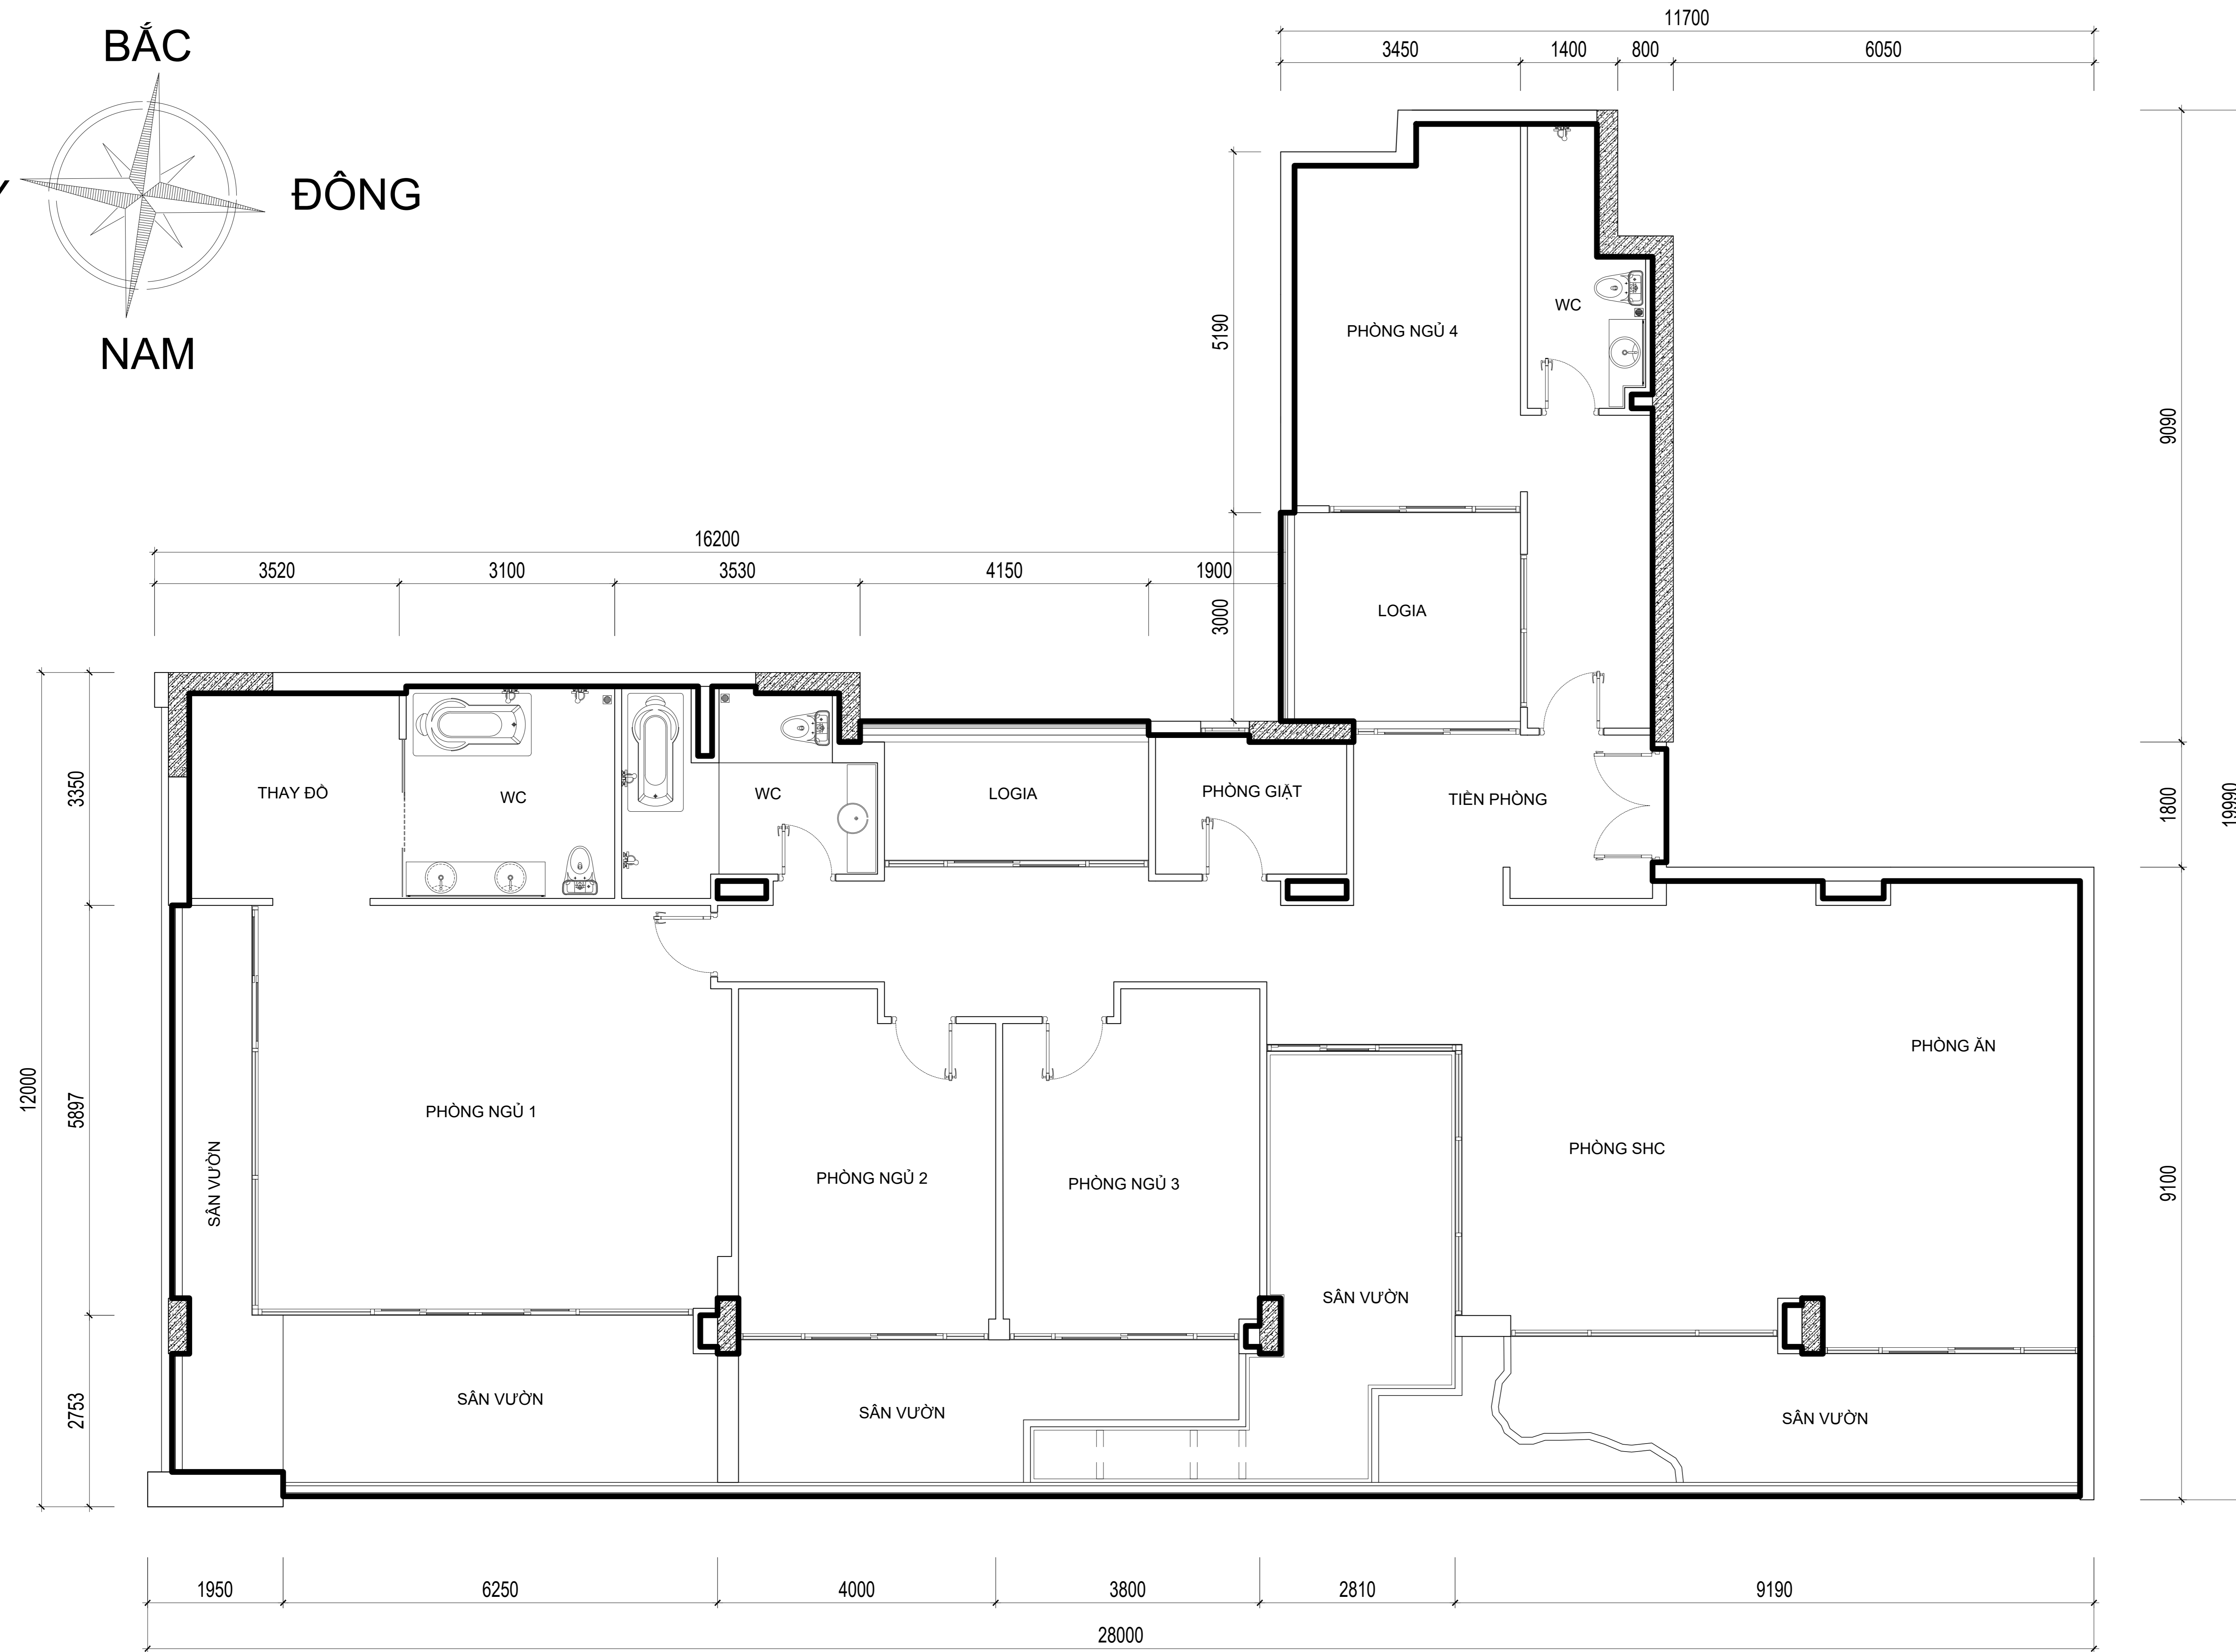 BẮC
ĐÔNG
NAM
11700
3450
1400
800
6050
5190
3000
9090
1800
9100
19990
16200
3520
3100
3530
4150
1900
12000
3350
5897
2753
PHÒNG NGỦ 4
WC
LOGIA
THAY ĐỒ
WC
WC
LOGIA
PHÒNG GIẶT
TIỀN PHÒNG
PHÒNG NGỦ 1
SÂN VƯỜN
PHÒNG NGỦ 2
PHÒNG NGỦ 3
PHÒNG ĂN
PHÒNG SHC
SÂN VƯỜN
SÂN VƯỜN
SÂN VƯỜN
SÂN VƯỜN
1950
6250
4000
3800
2810
9190
28000